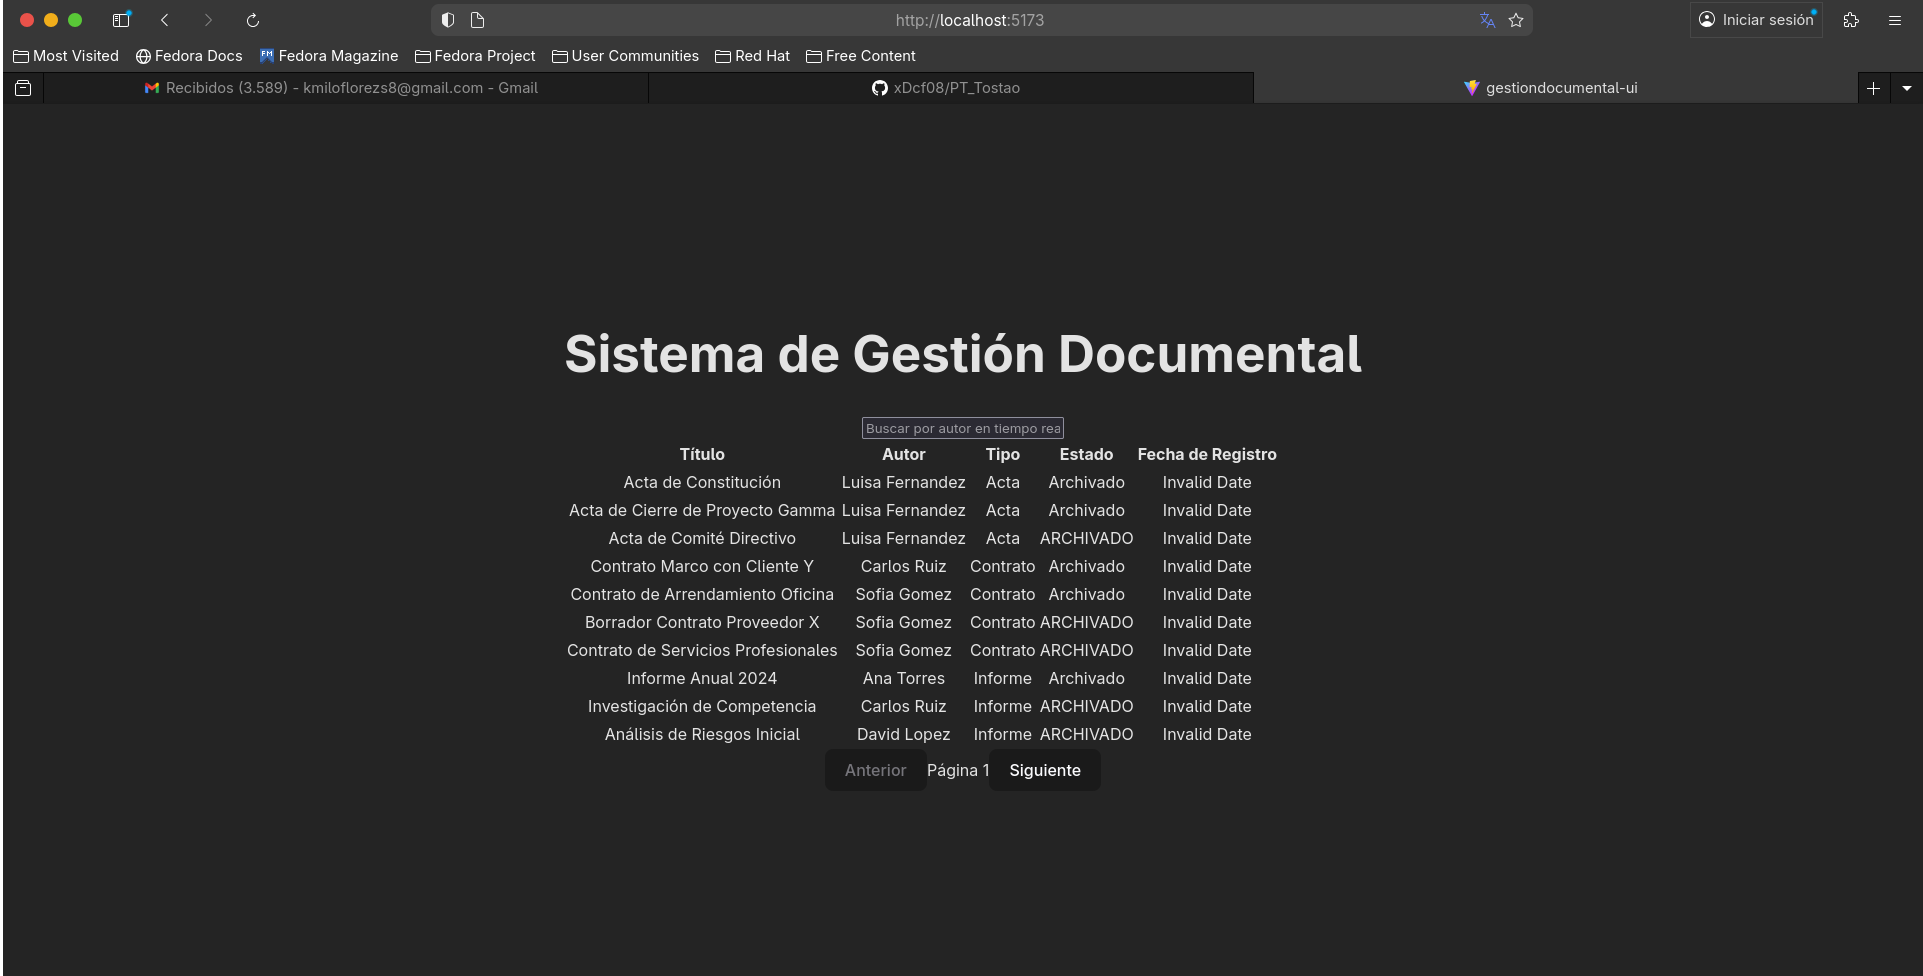 http://localhost:5173
Iniciar sesión
Most Visited
Fedora Docs
Fedora Magazine
Fedora Project
User Communities
Red Hat
Free Content
Recibidos (3.589) - kmiloflorezs8@gmail.com - Gmail
xDcf08/PT_Tostao
gestiondocumental-ui
Sistema de Gestión Documental
Buscar por autor en tiempo rea
Título Autor Tipo Estado Fecha de Registro
Acta de Constitución Luisa Fernandez Acta Archivado Invalid Date
Acta de Cierre de Proyecto Gamma Luisa Fernandez Acta Archivado Invalid Date
Acta de Comité Directivo Luisa Fernandez Acta ARCHIVADO Invalid Date
Contrato Marco con Cliente Y Carlos Ruiz Contrato Archivado Invalid Date
Contrato de Arrendamiento Oficina Sofia Gomez Contrato Archivado Invalid Date
Borrador Contrato Proveedor X Sofia Gomez Contrato ARCHIVADO Invalid Date
Contrato de Servicios Profesionales Sofia Gomez Contrato ARCHIVADO Invalid Date
Informe Anual 2024 Ana Torres Informe Archivado Invalid Date
Investigación de Competencia Carlos Ruiz Informe ARCHIVADO Invalid Date
Análisis de Riesgos Inicial David Lopez Informe ARCHIVADO Invalid Date
Anterior Página 1 Siguiente